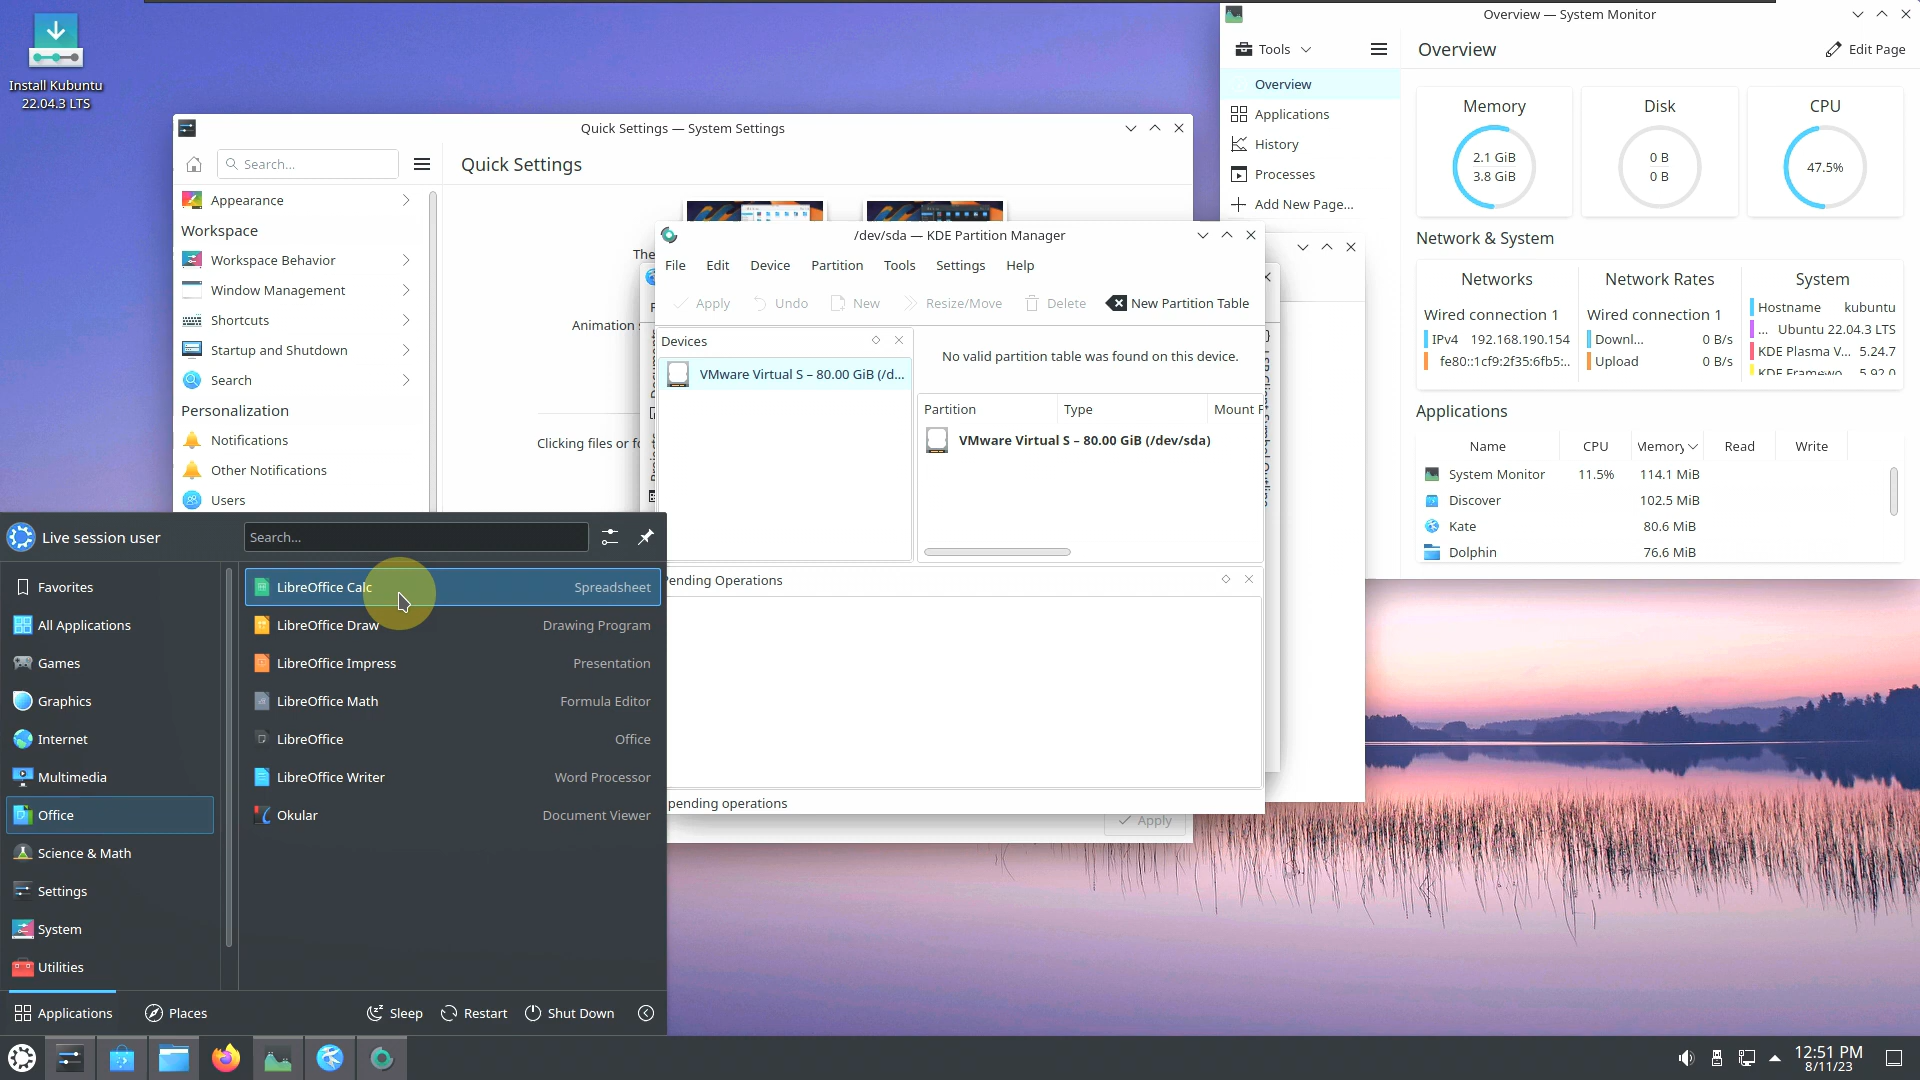 Install Kubuntu
22.04.3 LTS
Quick Settings — System Settings
Search...
Quick Settings
Appearance
Workspace
Workspace Behavior
Window Management
Shortcuts
Startup and Shutdown
Search
Personalization
Notifications
Other Notifications
Users
The
Animation
Clicking files or fo
Apply
/dev/sda — KDE Partition Manager
File Edit Device Partition Tools Settings Help
Apply Undo New Resize/Move Delete New Partition Table
Devices
VMware Virtual S – 80.00 GiB (/d...
No valid partition table was found on this device.
Partition Type Mount
VMware Virtual S – 80.00 GiB (/dev/sda)
Pending Operations
pending operations
Overview — System Monitor
Tools
Overview
Edit Page
Overview
Applications
History
Processes
Add New Page...
Memory
2.1 GiB
3.8 GiB
Disk
0 B
0 B
CPU
47.5%
Network & System
Networks
Wired connection 1
IPv4 192.168.190.154
fe80::1cf9:2f35:6fb5:...
Network Rates
Wired connection 1
Downl... 0 B/s
Upload 0 B/s
System
Hostname kubuntu
... Ubuntu 22.04.3 LTS
KDE Plasma V... 5.24.7
KDE Framewo... 5.92.0
Applications
Name CPU Memory Read Write
System Monitor 11.5% 114.1 MiB
Discover 102.5 MiB
Kate 80.6 MiB
Dolphin 76.6 MiB
Live session user
Search...
Favorites
All Applications
Games
Graphics
Internet
Multimedia
Office
Science & Math
Settings
System
Utilities
LibreOffice Calc Spreadsheet
LibreOffice Draw Drawing Program
LibreOffice Impress Presentation
LibreOffice Math Formula Editor
LibreOffice Office
LibreOffice Writer Word Processor
Okular Document Viewer
Applications
Places
Sleep
Restart
Shut Down
12:51 PM
8/11/23